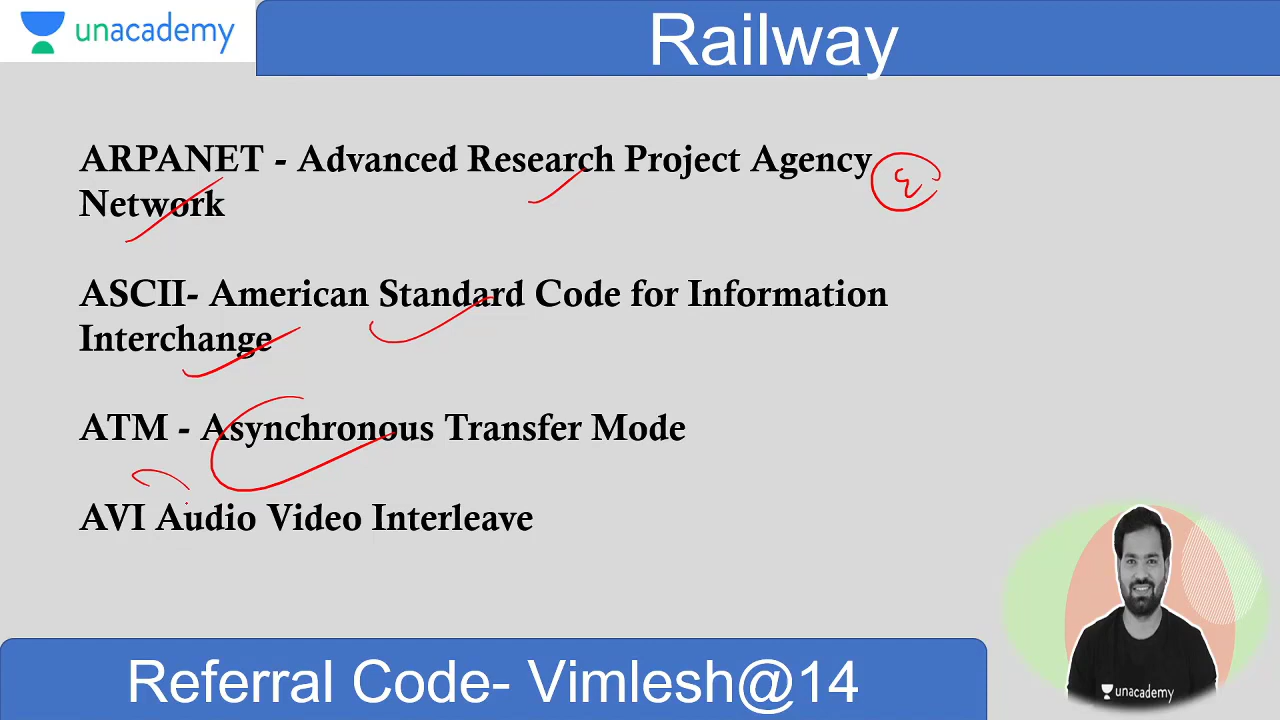 unacademy
Railway
ARPANET - Advanced Research Project Agency
Network
ASCII- American Standard Code for Information
Interchange
ATM - Asynchronous Transfer Mode
AVI Audio Video Interleave
unacademy
Referral Code- Vimlesh@14